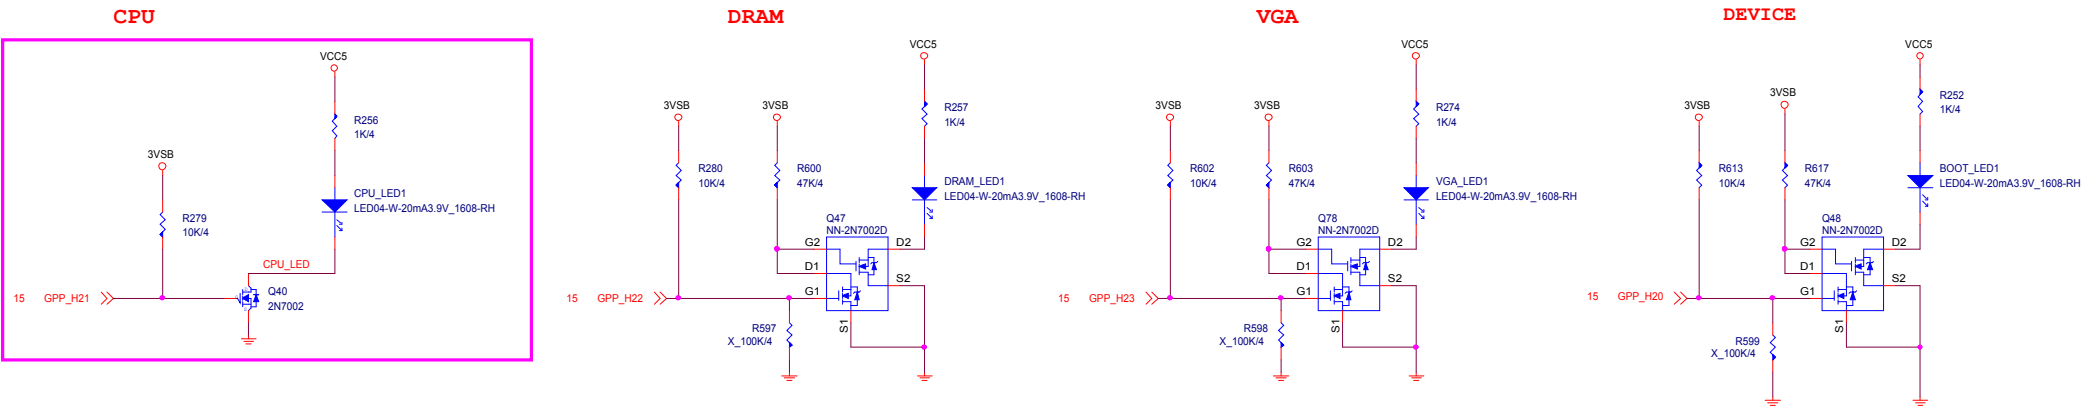 CPU
VCC5
R256
1K/4
3VSB
CPU_LED1
LED04-W-20mA3.9V_1608-RH
R279
10K/4
CPU_LED
Q40
2N7002
15 GPP_H21
DRAM
VCC5
3VSB
3VSB
R257
1K/4
R280
10K/4
R600
47K/4
DRAM_LED1
LED04-W-20mA3.9V_1608-RH
Q47
NN-2N7002D
G2
D2
D1
S2
G1
S1
15 GPP_H22
R597
X_100K/4
VGA
VCC5
3VSB
3VSB
R274
1K/4
R602
10K/4
R603
47K/4
VGA_LED1
LED04-W-20mA3.9V_1608-RH
Q78
NN-2N7002D
G2
D2
D1
S2
G1
S1
15 GPP_H23
R598
X_100K/4
DEVICE
VCC5
3VSB
3VSB
R252
1K/4
R613
10K/4
R617
47K/4
BOOT_LED1
LED04-W-20mA3.9V_1608-RH
Q48
NN-2N7002D
G2
D2
D1
S2
G1
S1
15 GPP_H20
R599
X_100K/4